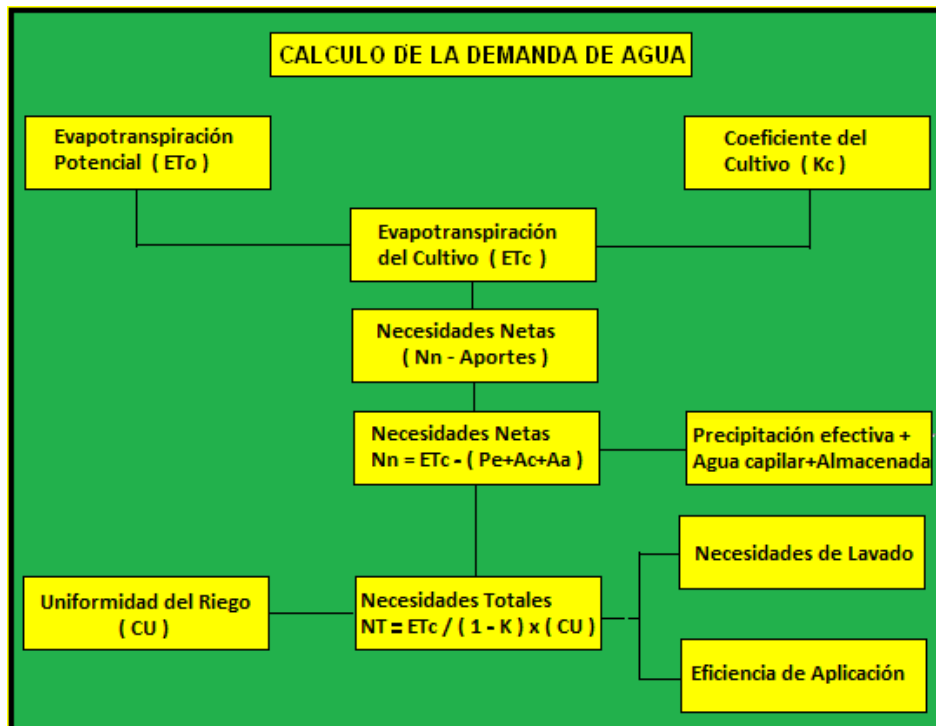 CALCULO DE LA DEMANDA DE AGUA
Evapotranspiración
Potencial ( ETo )
Coeficiente del
Cultivo ( Kc )
Evapotranspiración
del Cultivo ( ETc )
Necesidades Netas
( Nn - Aportes )
Necesidades Netas
Nn = ETc - ( Pe+Ac+Aa )
Precipitación efectiva +
Agua capilar+Almacenada
Necesidades de Lavado
Uniformidad del Riego
( CU )
Necesidades Totales
NT = ETc / ( 1 - K ) x ( CU )
Eficiencia de Aplicación